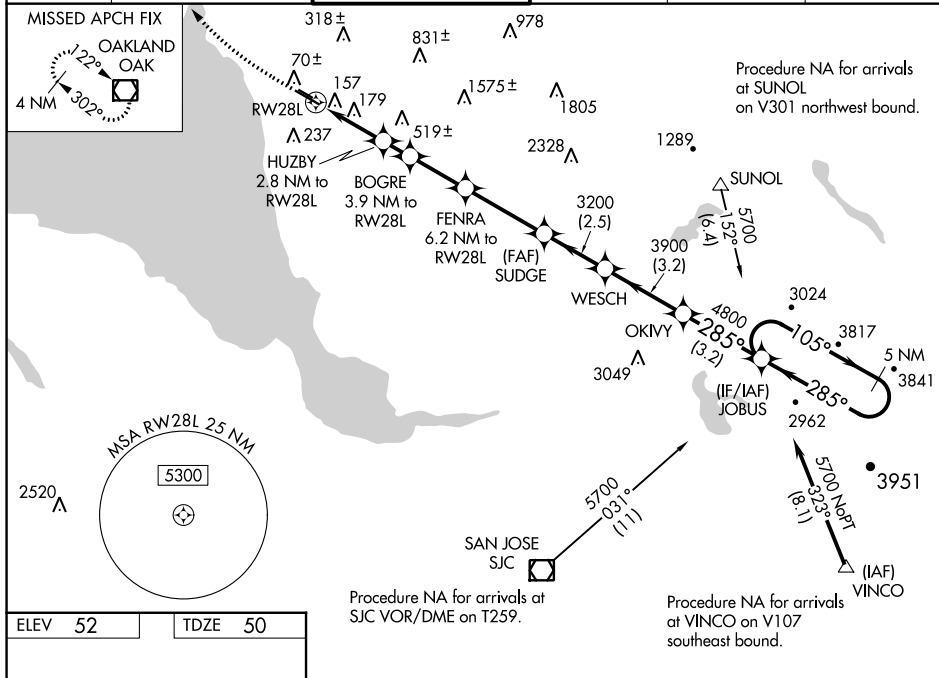 MISSED APCH FIX
OAKLAND
OAK
122°
302°
4 NM
318±
978
831±
70±
157
179
1575±
1805
RW28L
237
519±
2328
1289
Procedure NA for arrivals
at SUNOL
on V301 northwest bound.
HUZBY
2.8 NM to
RW28L
BOGRE
3.9 NM to
RW28L
FENRA
6.2 NM to
RW28L
(FAF)
SUDGE
3200
(2.5)
SUNOL
5700
152°
(6.4)
WESCH
3900
(3.2)
OKIVY
4800
285°
(3.2)
3024
105°
3817
5 NM
3841
285°
3049
(IF/IAF)
JOBUS
2962
3951
MSA RW28L 25 NM
5300
2520
5700
031°
(11)
5700 NoPT
323°
(8.1)
SAN JOSE
SJC
(IAF)
VINCO
Procedure NA for arrivals at
SJC VOR/DME on T259.
Procedure NA for arrivals
at VINCO on V107
southeast bound.
ELEV 52
TDZE 50